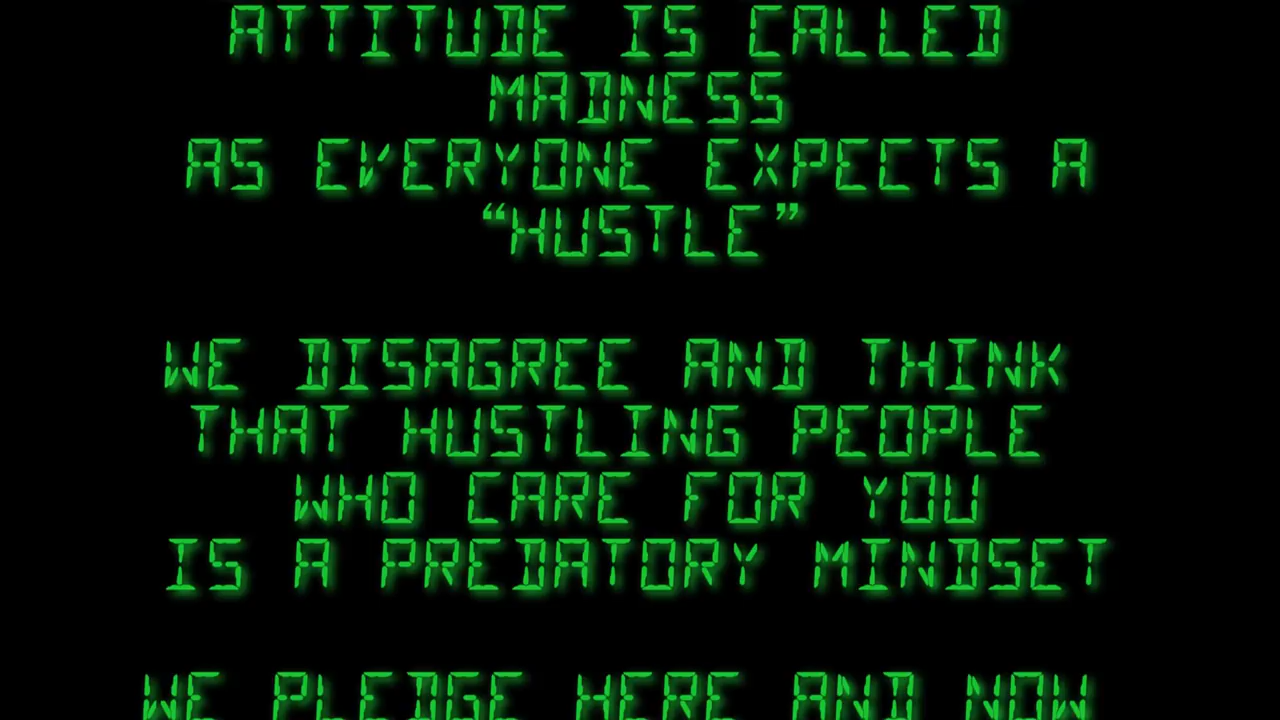 ATTITUDE IS CALLED
MADNESS
AS EVERYONE EXPECTS A
“HUSTLE”
WE DISAGREE AND THINK
THAT HUSTLING PEOPLE
WHO CARE FOR YOU
IS A PREDATORY MINDSET
WE PLEDGE HERE AND NOW